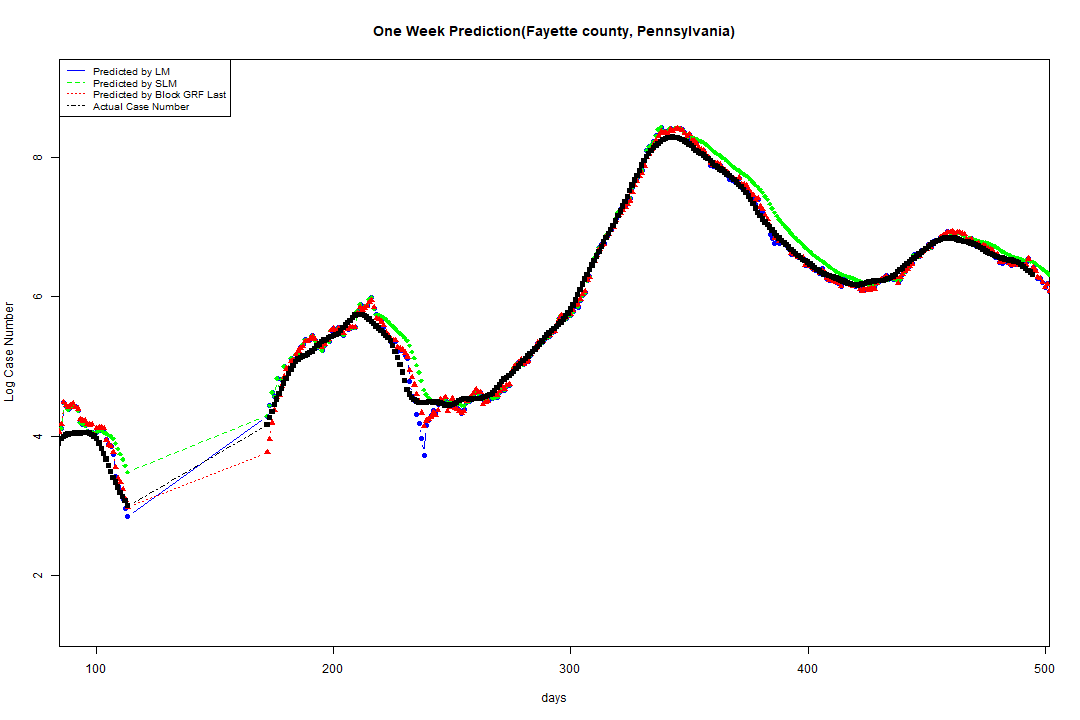 One Week Prediction(Fayette county, Pennsylvania)
Predicted by LM
Predicted by SLM
Predicted by Block GRF Last
Actual Case Number
8
6
4
2
Log Case Number
100 200 300 400 500
days